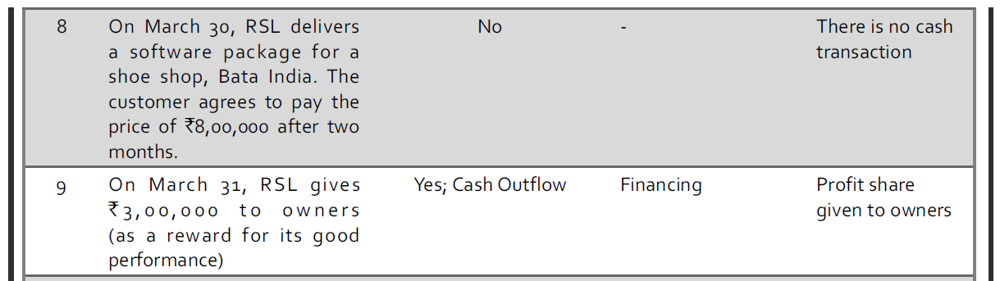 8 On March 30, RSL delivers No - There is no cash
a software package for a transaction
shoe shop, Bata India. The
customer agrees to pay the
price of ₹8,00,000 after two
months.
9 On March 31, RSL gives Yes; Cash Outflow Financing Profit share
₹3,00,000 to owners given to owners
(as a reward for its good
performance)